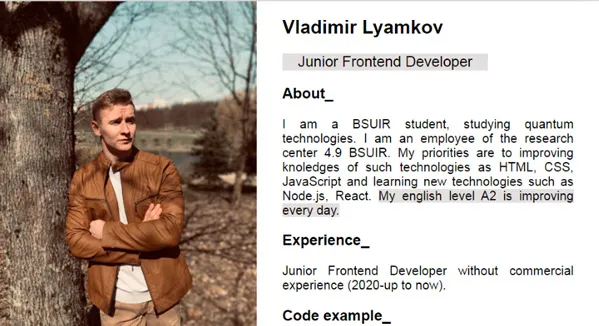 Vladimir Lyamkov
Junior Frontend Developer
About_
I am a BSUIR student, studying quantum
technologies. I am an employee of the research
center 4.9 BSUIR. My priorities are to improving
knoledges of such technologies as HTML, CSS,
JavaScript and learning new technologies such as
Node.js, React. My english level A2 is improving
every day.
Experience_
Junior Frontend Developer without commercial
experience (2020-up to now).
Code example_